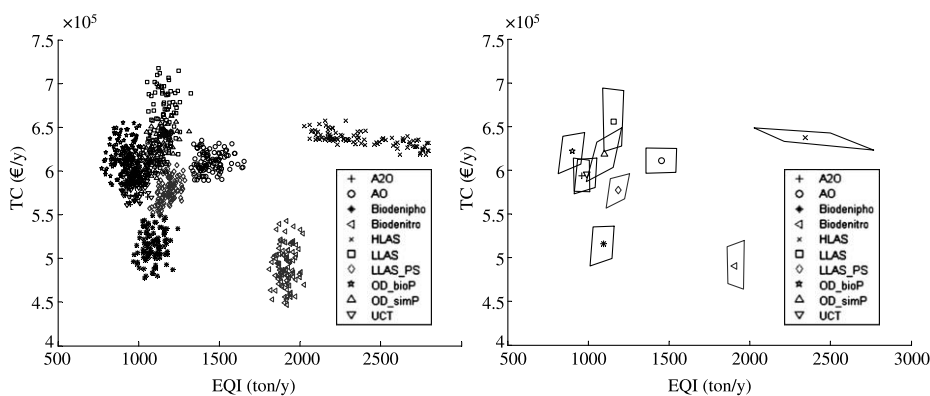 ×10⁵
7.5
7
6.5
6
5.5
5
4.5
4
TC (€/y)
500 1000 1500 2000 2500
EQI (ton/y)
A2O
AO
Biodenipho
Biodenitro
HLAS
LLAS
LLAS_PS
OD_bioP
OD_simP
UCT
×10⁵
7.5
7
6.5
6
5.5
5
4.5
4
TC (€/y)
500 1000 1500 2000 2500 3000
EQI (ton/y)
A2O
AO
Biodenipho
Biodenitro
HLAS
LLAS
LLAS_PS
OD_bioP
OD_simP
UCT